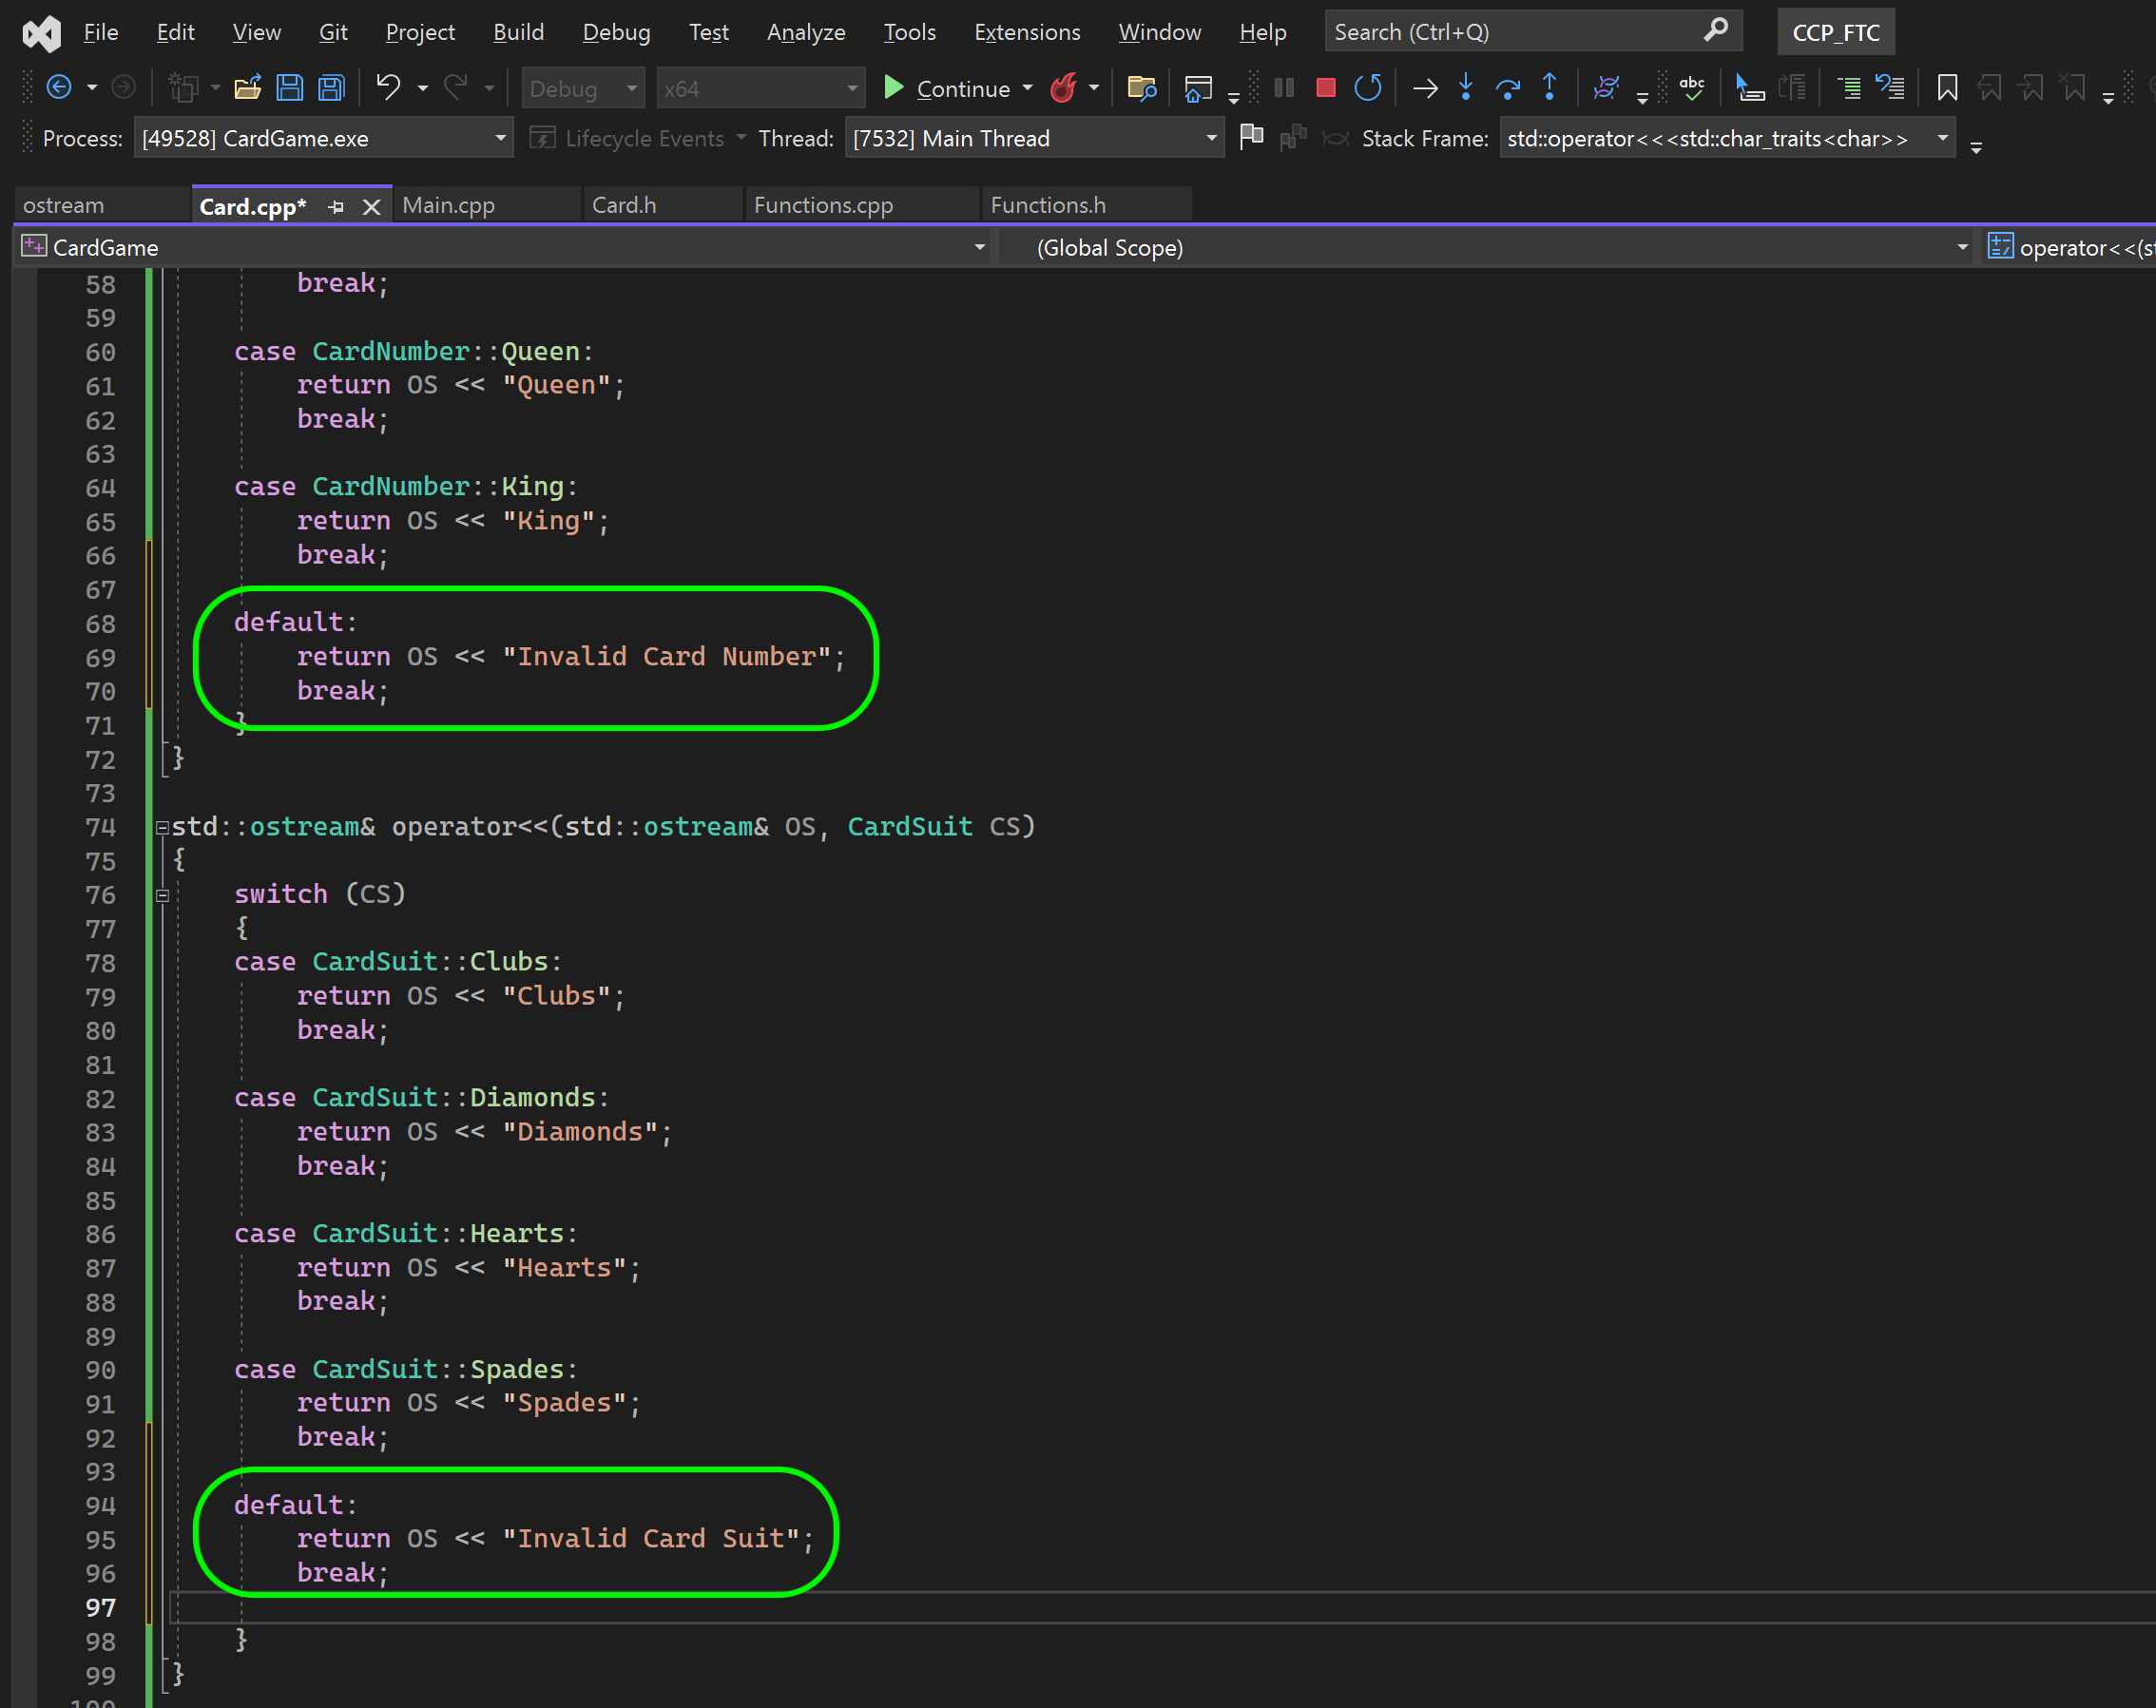 File Edit View Git Project Build Debug Test Analyze Tools Extensions Window Help Search (Ctrl+Q) CCP_FTC
Debug x64 Continue abc
Process: [49528] CardGame.exe Lifecycle Events Thread: [7532] Main Thread Stack Frame: std::operator<<<std::char_traits<char>>
ostream Card.cpp* Main.cpp Card.h Functions.cpp Functions.h
CardGame (Global Scope) operator<<(st
58 break;
59
60 case CardNumber::Queen:
61 return OS << "Queen";
62 break;
63
64 case CardNumber::King:
65 return OS << "King";
66 break;
67
68 default:
69 return OS << "Invalid Card Number";
70 break;
71 }
72 }
73
74 std::ostream& operator<<(std::ostream& OS, CardSuit CS)
75 {
76 switch (CS)
77 {
78 case CardSuit::Clubs:
79 return OS << "Clubs";
80 break;
81
82 case CardSuit::Diamonds:
83 return OS << "Diamonds";
84 break;
85
86 case CardSuit::Hearts:
87 return OS << "Hearts";
88 break;
89
90 case CardSuit::Spades:
91 return OS << "Spades";
92 break;
93
94 default:
95 return OS << "Invalid Card Suit";
96 break;
97
98 }
99 }
100